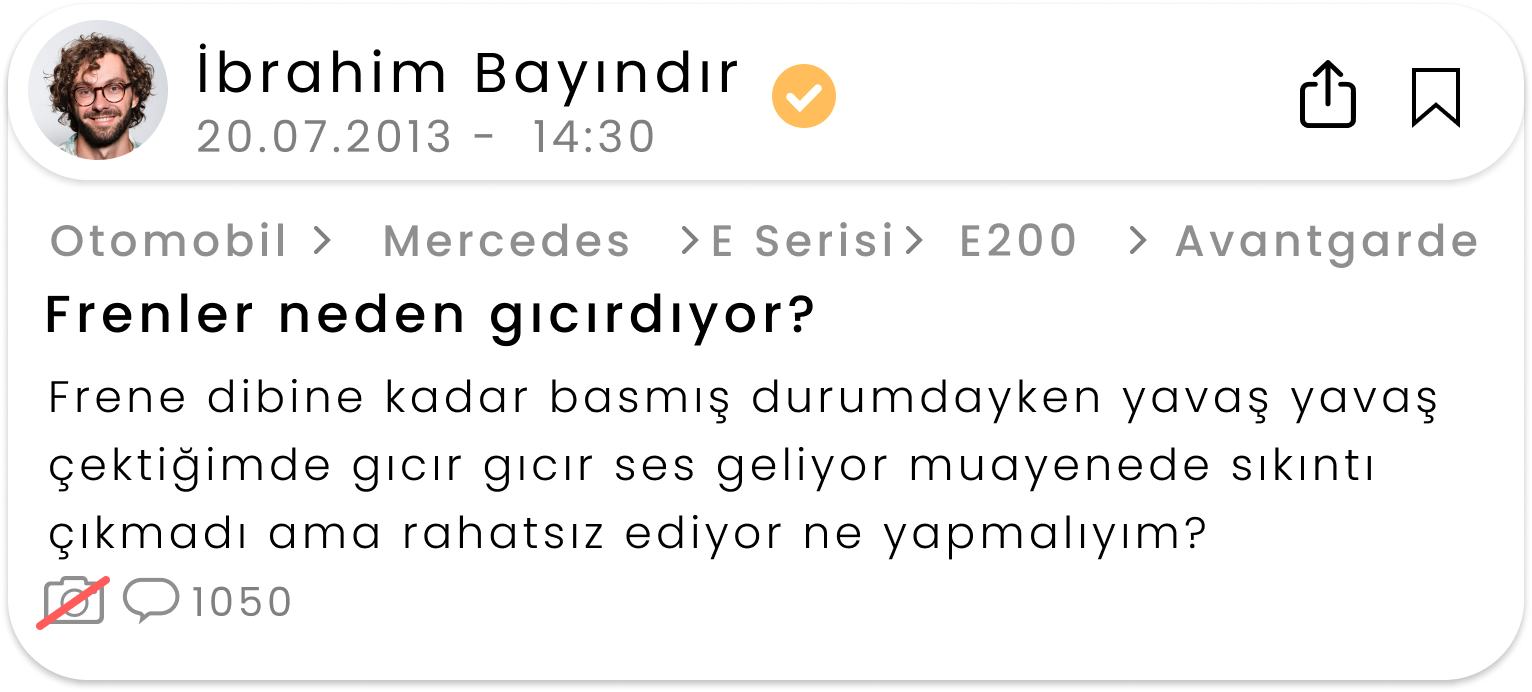 İbrahim Bayındır
20.07.2013 - 14:30
Otomobil > Mercedes > E Serisi > E200 > Avantgarde
Frenler neden gıcırdıyor?
Frene dibine kadar basmış durumdayken yavaş yavaş
çektiğimde gıcır gıcır ses geliyor muayenede sıkıntı
çıkmadı ama rahatsız ediyor ne yapmalıyım?
1050